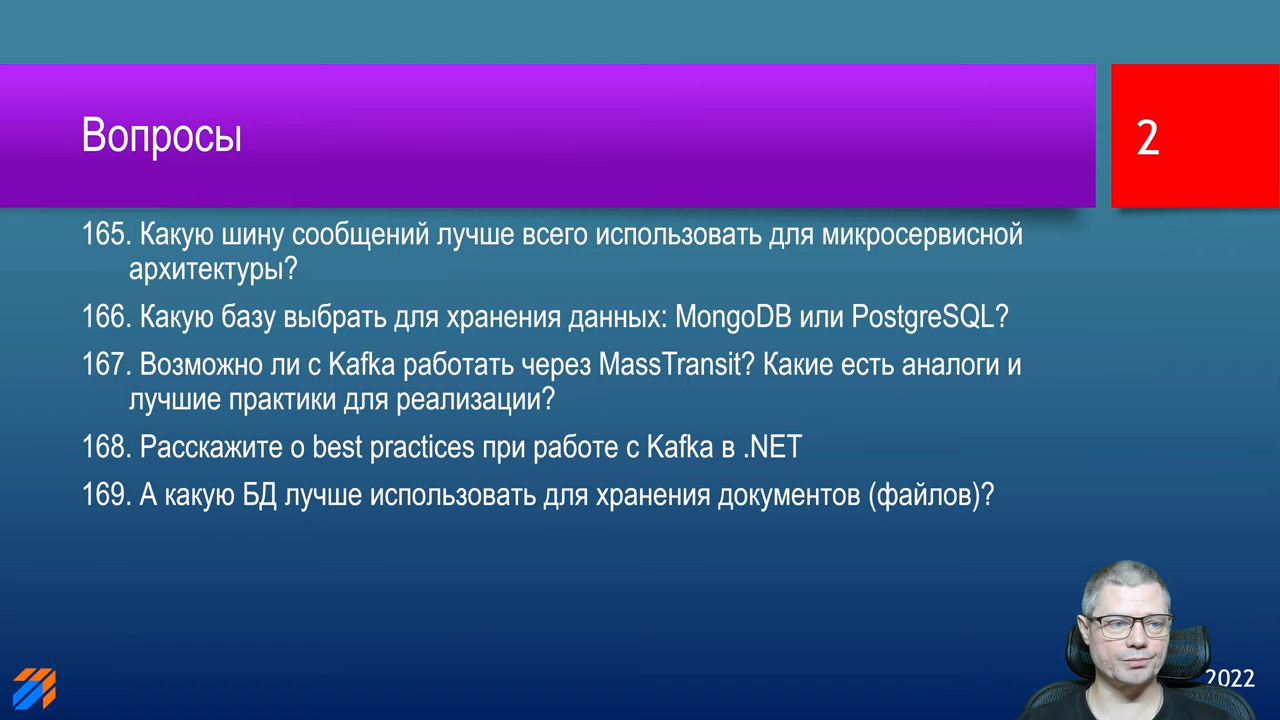 Вопросы
2
165. Какую шину сообщений лучше всего использовать для микросервисной
архитектуры?
166. Какую базу выбрать для хранения данных: MongoDB или PostgreSQL?
167. Возможно ли с Kafka работать через MassTransit? Какие есть аналоги и
лучшие практики для реализации?
168. Расскажите о best practices при работе с Kafka в .NET
169. А какую БД лучше использовать для хранения документов (файлов)?
2022